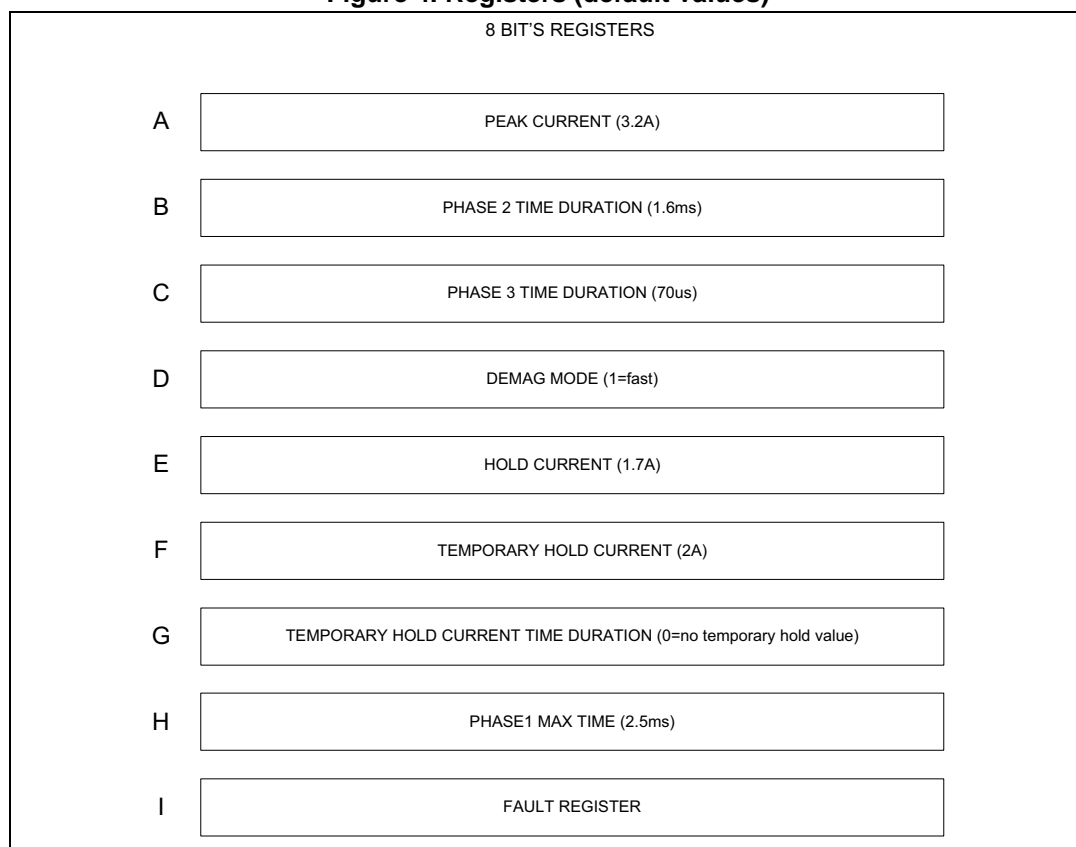 Figure 4. Registers (default values)
8 BIT'S REGISTERS
A PEAK CURRENT (3.2A)
B PHASE 2 TIME DURATION (1.6ms)
C PHASE 3 TIME DURATION (70us)
D DEMAG MODE (1=fast)
E HOLD CURRENT (1.7A)
F TEMPORARY HOLD CURRENT (2A)
G TEMPORARY HOLD CURRENT TIME DURATION (0=no temporary hold value)
H PHASE1 MAX TIME (2.5ms)
I FAULT REGISTER